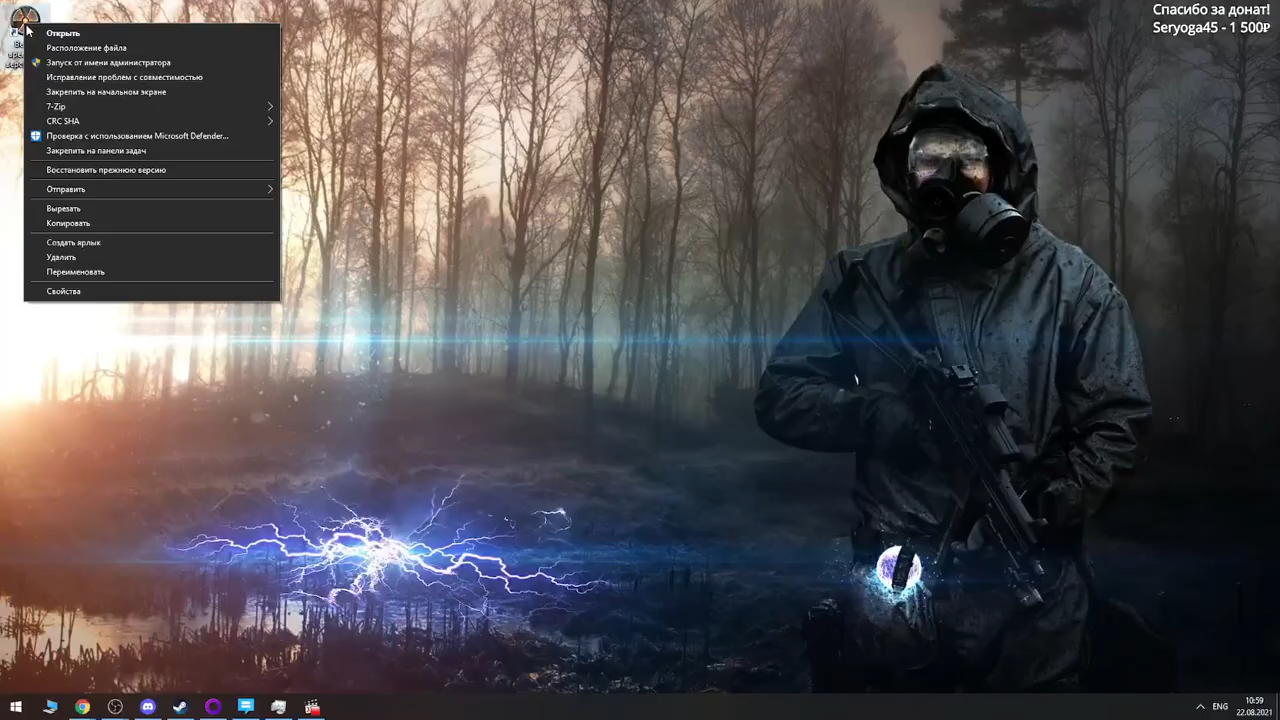 Спасибо за донат!
Seryoga45 - 1 500₽
Открыть
Расположение файла
Запуск от имени администратора
Исправление проблем с совместимостью
Закрепить на начальном экране
7-Zip
CRC SHA
Проверка с использованием Microsoft Defender...
Закрепить на панели задач
Восстановить прежнюю версию
Отправить
Вырезать
Копировать
Создать ярлык
Удалить
Переименовать
Свойства
ENG
10:59
22.08.2021